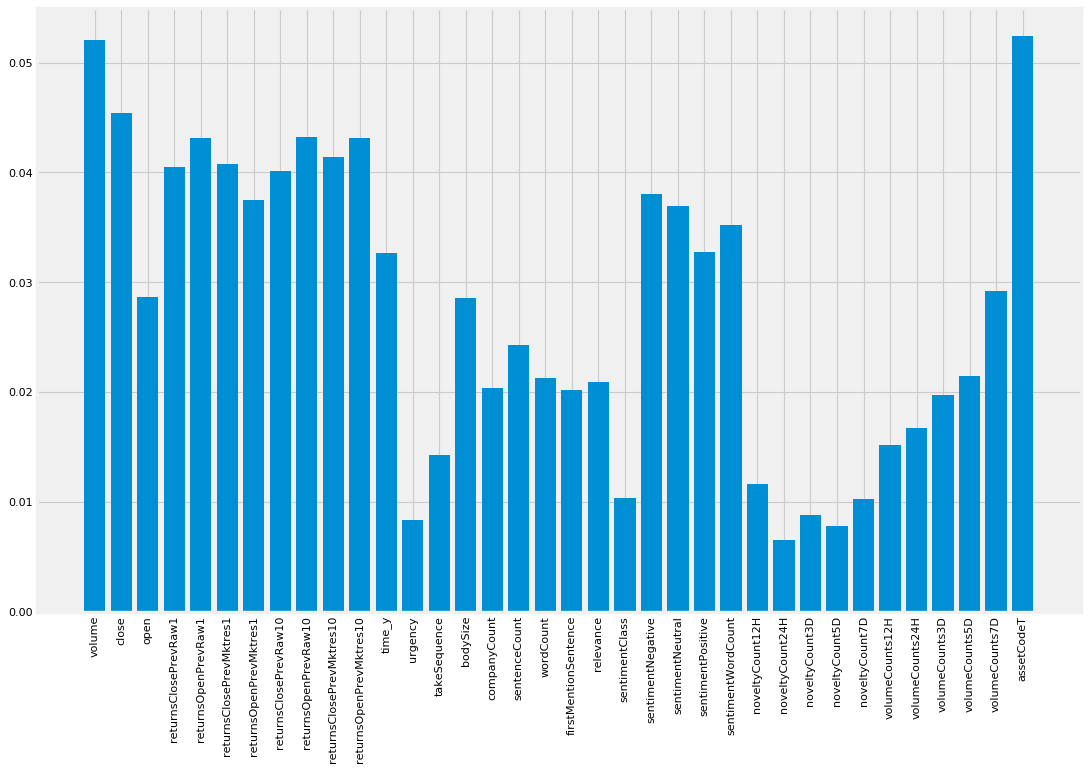 0.05
0.04
0.03
0.02
0.01
0.00
volume
close
open
returnsClosePrevRaw1
returnsOpenPrevRaw1
returnsClosePrevMktres1
returnsOpenPrevMktres1
returnsClosePrevRaw10
returnsOpenPrevRaw10
returnsClosePrevMktres10
returnsOpenPrevMktres10
time_y
urgency
takeSequence
bodySize
companyCount
sentenceCount
wordCount
firstMentionSentence
relevance
sentimentClass
sentimentNegative
sentimentNeutral
sentimentPositive
sentimentWordCount
noveltyCount12H
noveltyCount24H
noveltyCount3D
noveltyCount5D
noveltyCount7D
volumeCounts12H
volumeCounts24H
volumeCounts3D
volumeCounts5D
volumeCounts7D
assetCodeT